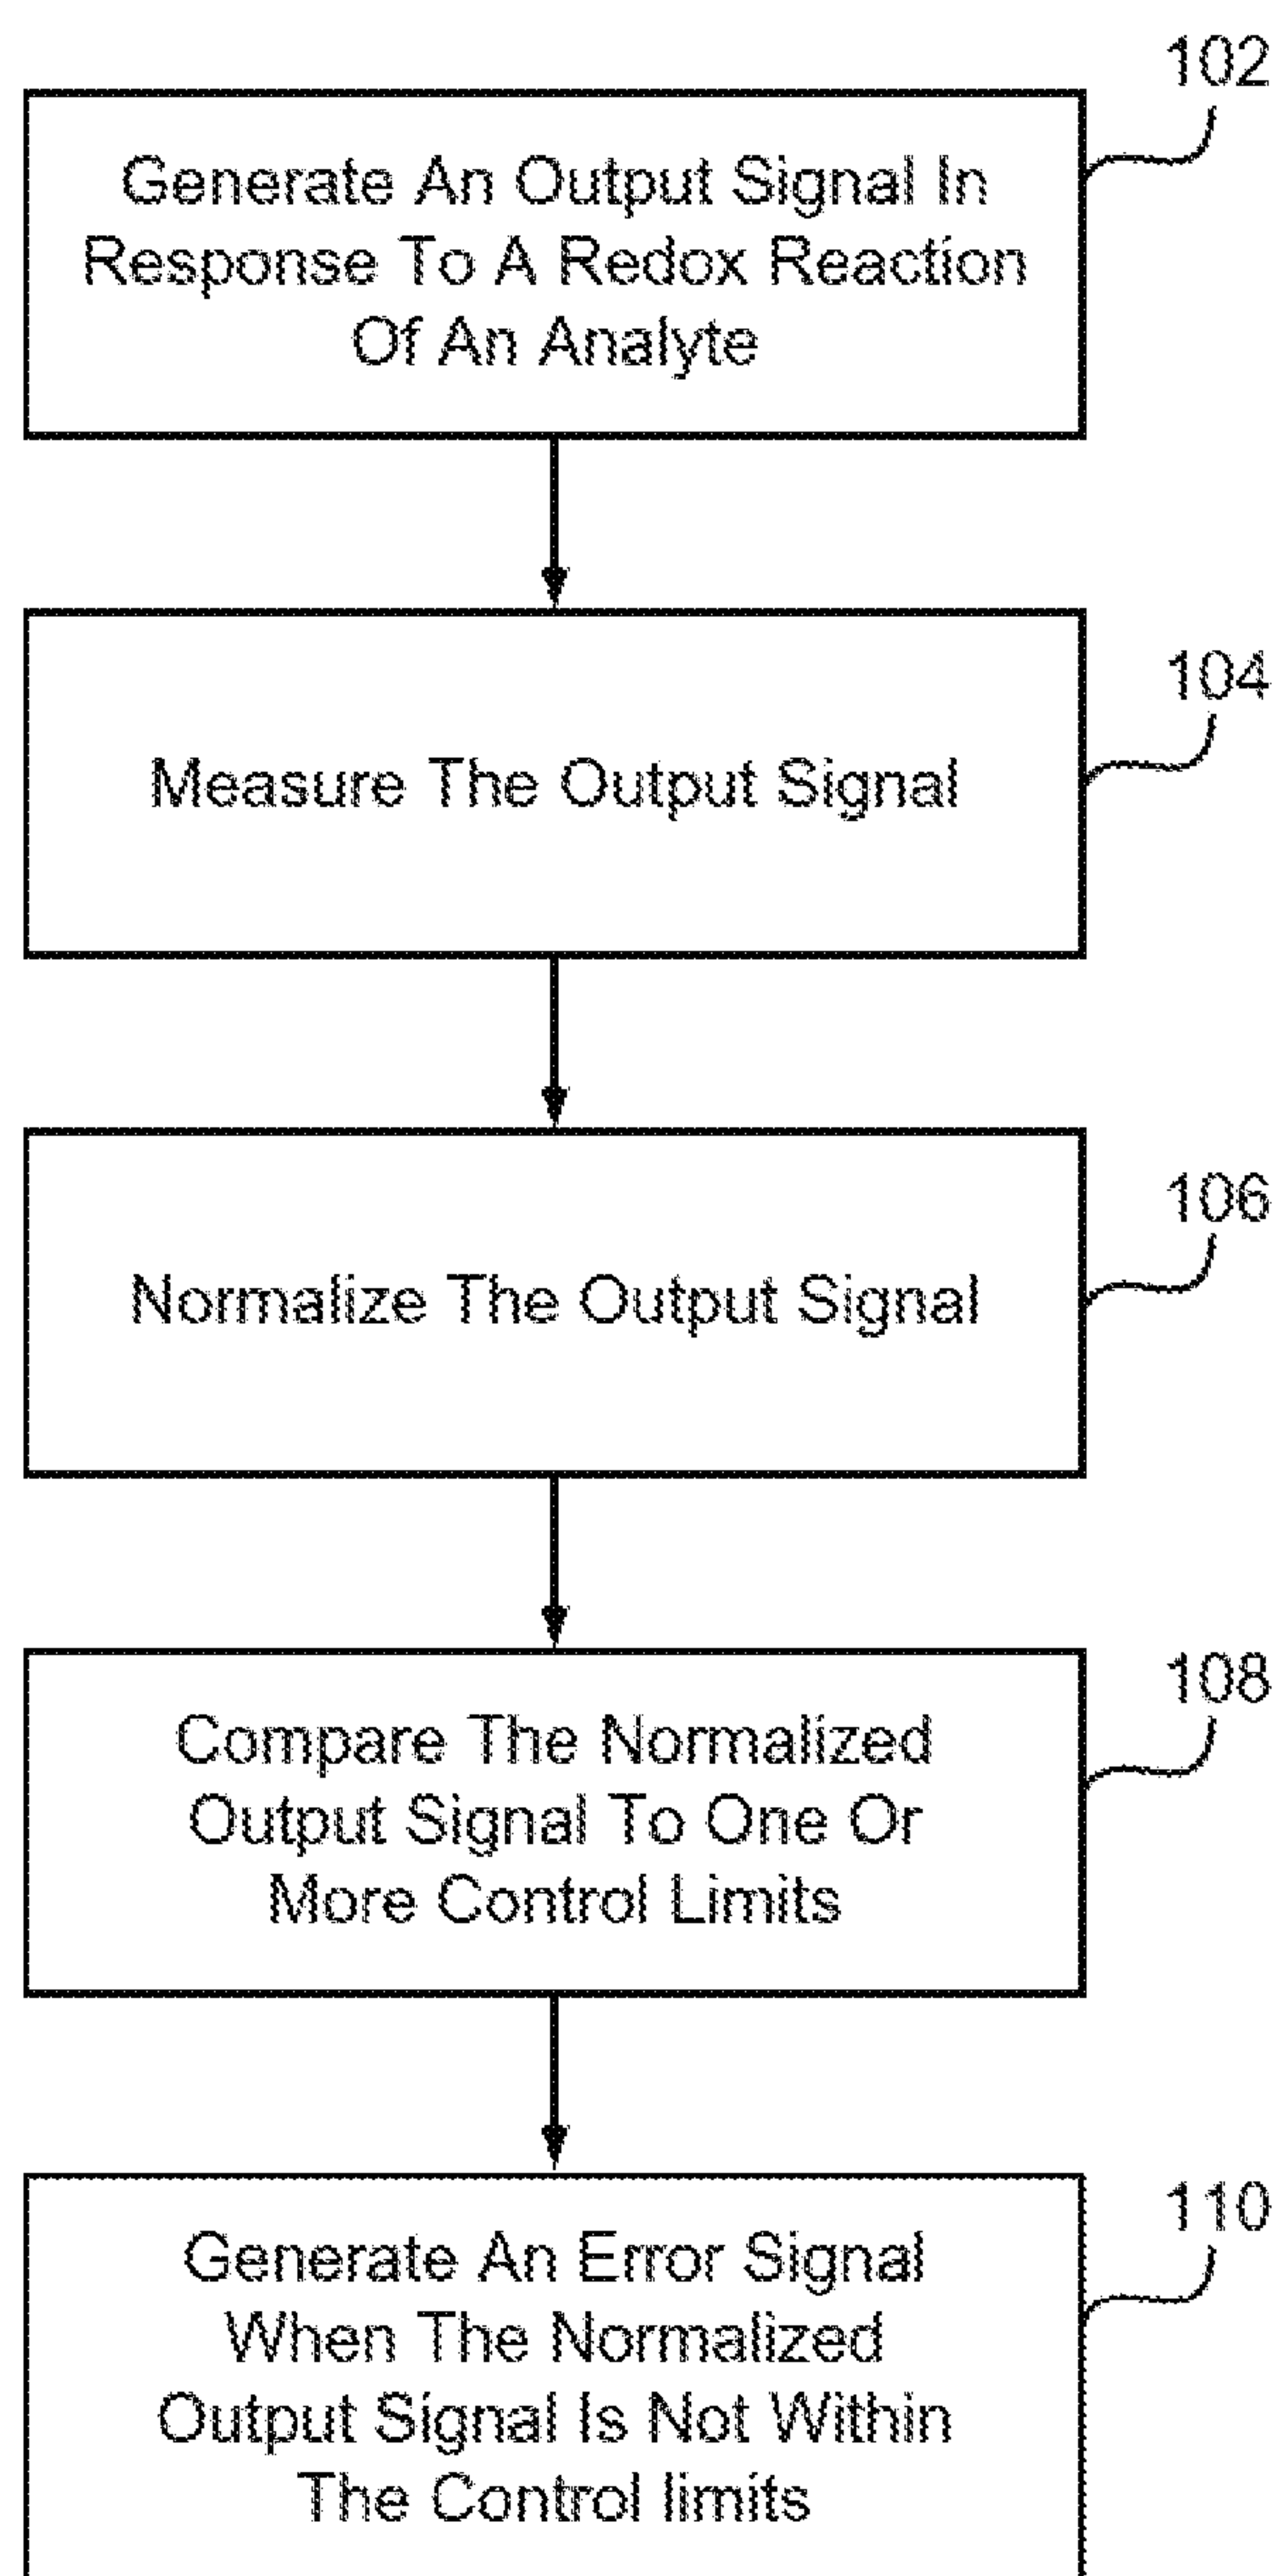 102
Generate An Output Signal In
Response To A Redox Reaction
Of An Analyte
104
Measure The Output Signal
106
Normalize The Output Signal
108
Compare The Normalized
Output Signal To One Or
More Control Limits
110
Generate An Error Signal
When The Normalized
Output Signal Is Not Within
The Control limits